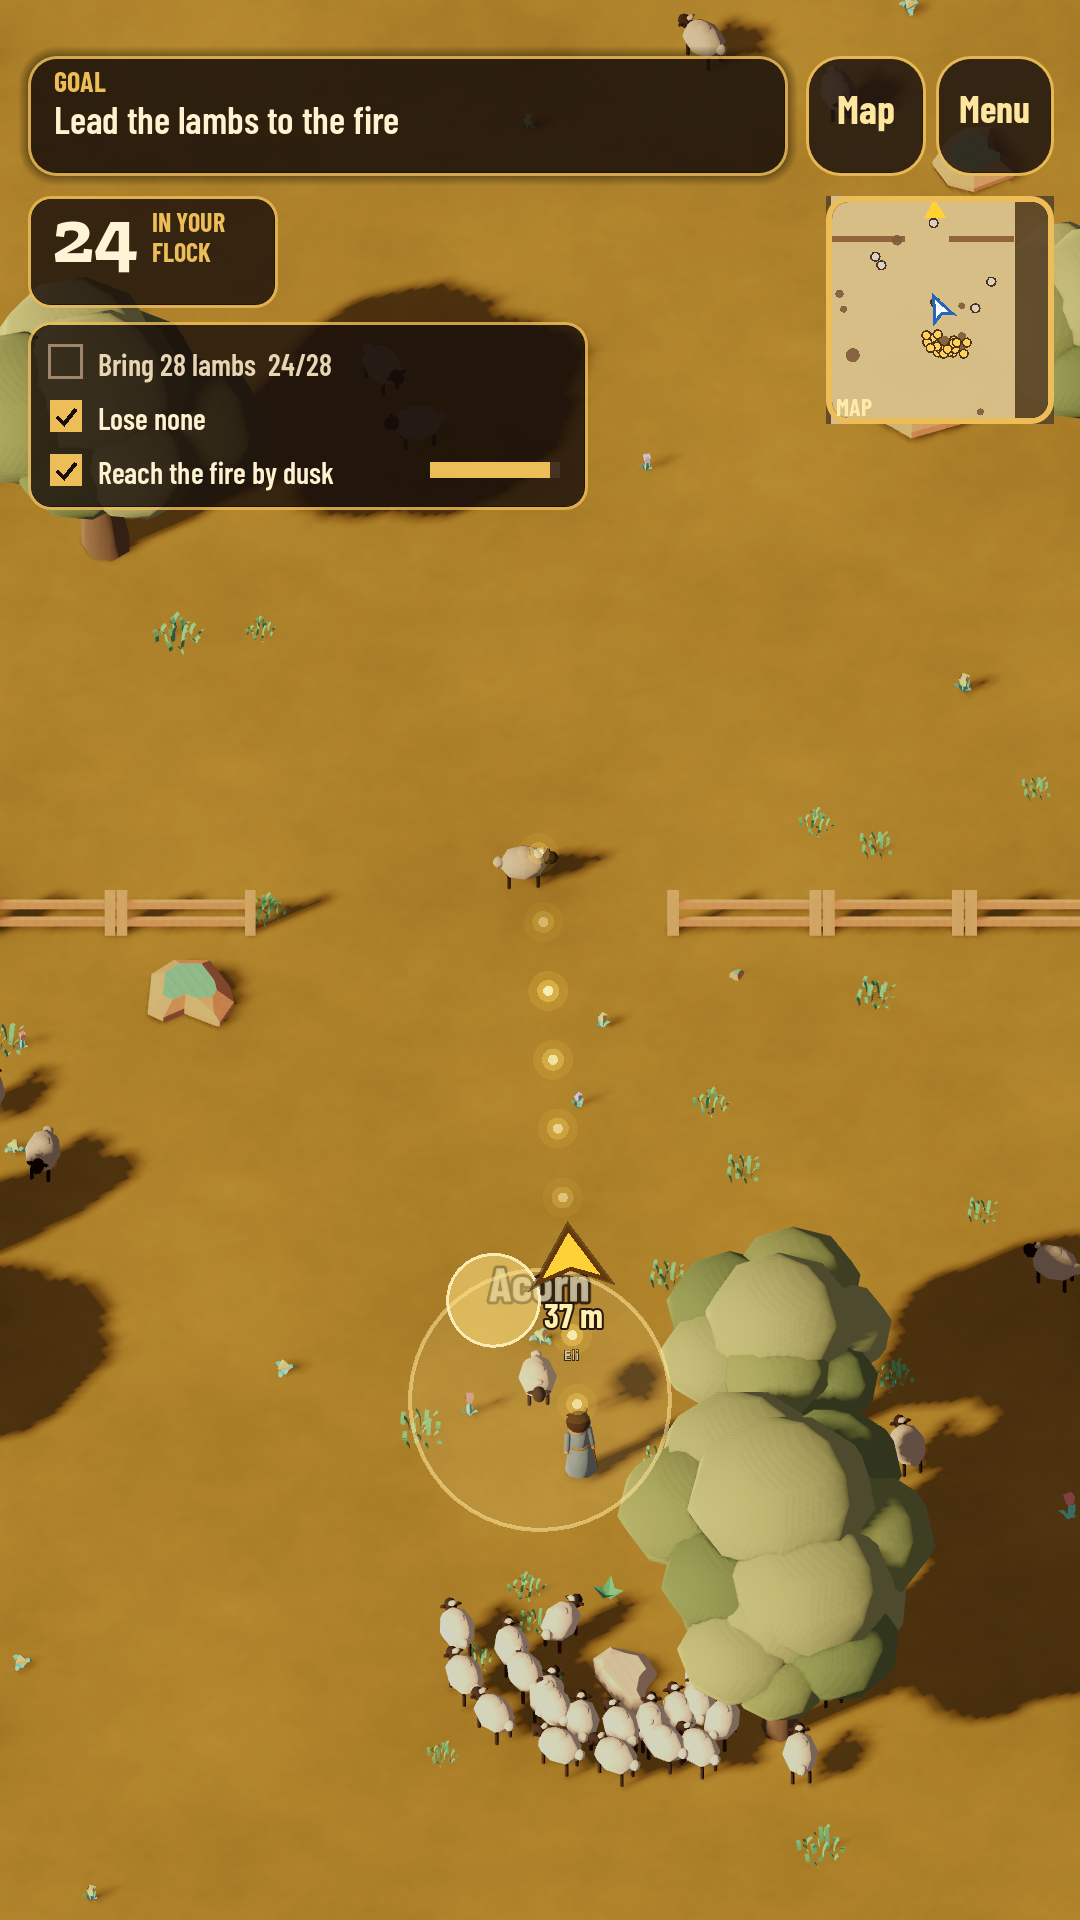 GOAL
Lead the lambs to the fire
Map
Menu
24
IN YOUR
FLOCK
Bring 28 lambs 24/28
Lose none
Reach the fire by dusk
MAP
Acorn
37 m
Eli